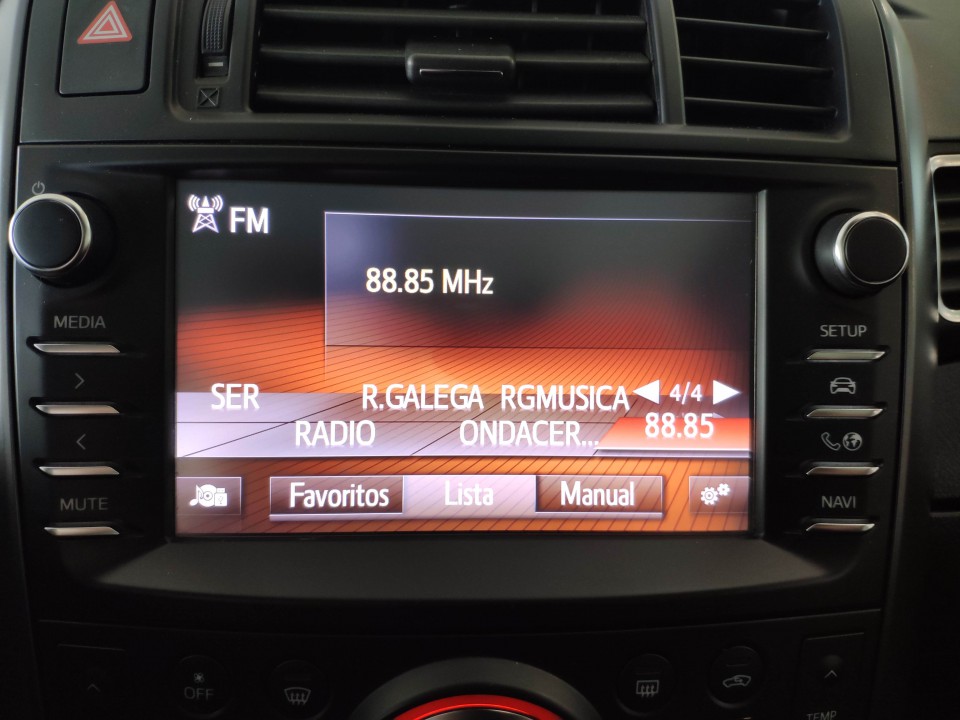 FM
88.85 MHz
MEDIA
SETUP
SER R.GALEGA RGMUSICA 4/4
RADIO ONDACER... 88.85
Favoritos Lista Manual
MUTE
NAVI
OFF
TEMP